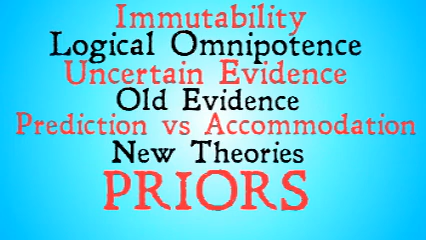 Immutability
Logical Omnipotence
Uncertain Evidence
Old Evidence
Prediction vs Accommodation
New Theories
PRIORS